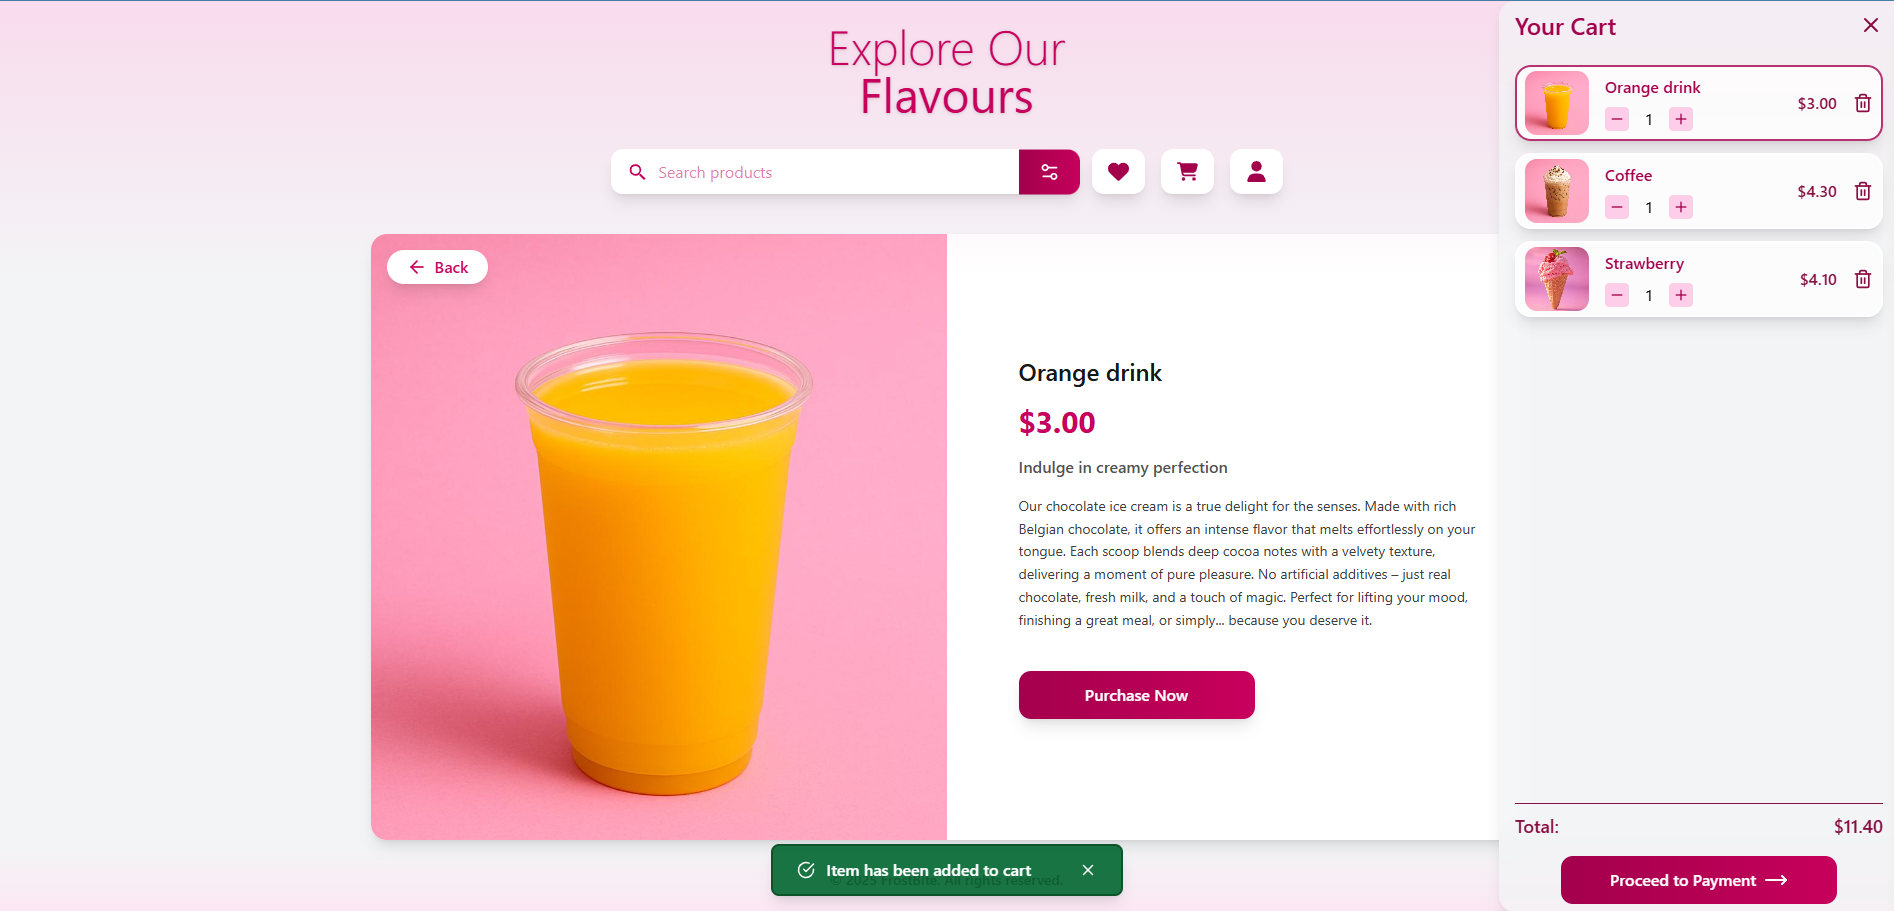 Explore Our
Flavours
Search products
Back
Orange drink
$3.00
Indulge in creamy perfection
Our chocolate ice cream is a true delight for the senses. Made with rich
Belgian chocolate, it offers an intense flavor that melts effortlessly on your
tongue. Each scoop blends deep cocoa notes with a velvety texture,
delivering a moment of pure pleasure. No artificial additives – just real
chocolate, fresh milk, and a touch of magic. Perfect for lifting your mood,
finishing a great meal, or simply... because you deserve it.
Purchase Now
Item has been added to cart
© 2025 FrostBite. All rights reserved.
Your Cart
Orange drink
1
$3.00
Coffee
1
$4.30
Strawberry
1
$4.10
Total: $11.40
Proceed to Payment